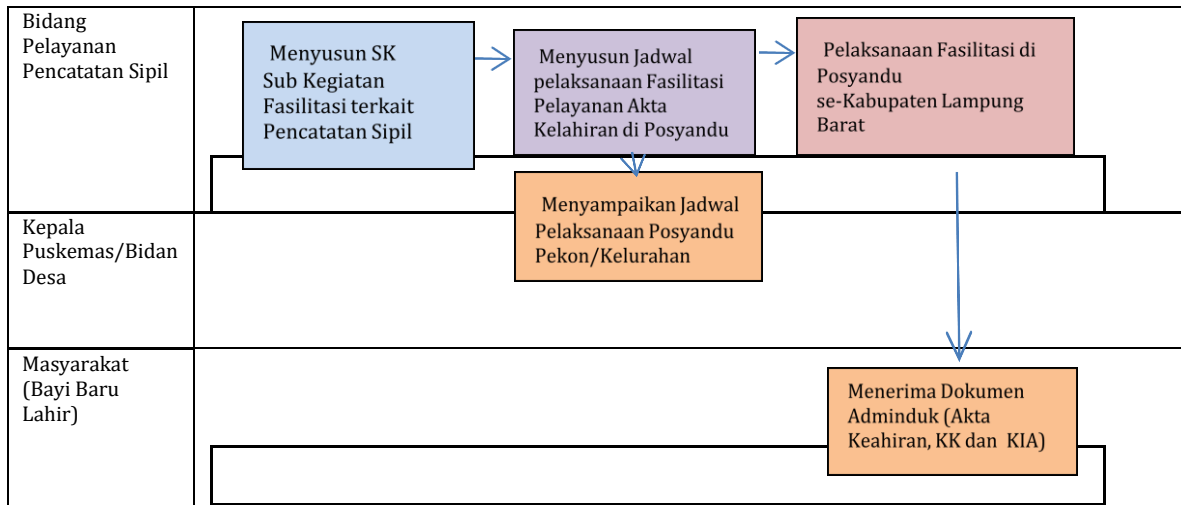 Bidang
Pelayanan
Pencatatan Sipil
Menyusun SK
Sub Kegiatan
Fasilitasi terkait
Pencatatan Sipil
Menyusun Jadwal
pelaksanaan Fasilitasi
Pelayanan Akta
Kelahiran di Posyandu
Pelaksanaan Fasilitasi di
Posyandu
se-Kabupaten Lampung
Barat
Kepala
Puskemas/Bidan
Desa
Menyampaikan Jadwal
Pelaksanaan Posyandu
Pekon/Kelurahan
Masyarakat
(Bayi Baru
Lahir)
Menerima Dokumen
Adminduk (Akta
Keahiran, KK dan KIA)